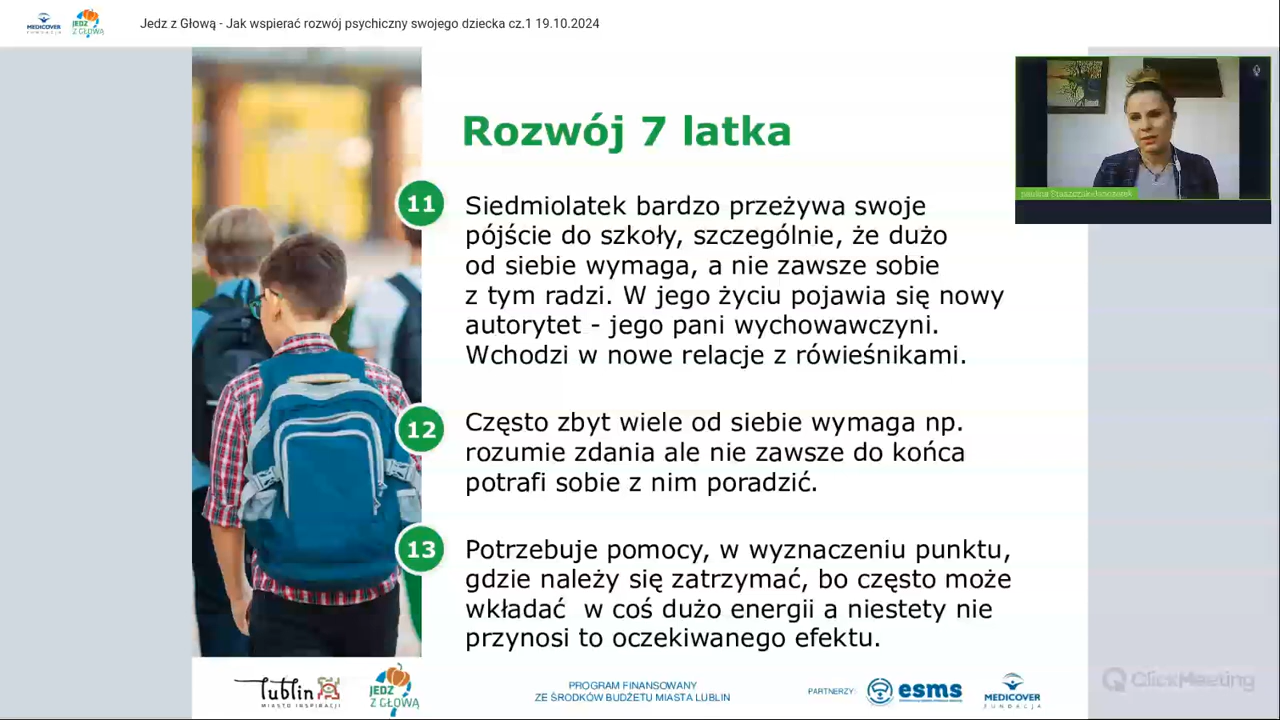 MEDICOVER
FUNDACJA
JEDZ
Z GŁOWĄ
Jedz z Głową - Jak wspierać rozwój psychiczny swojego dziecka cz.1 19.10.2024
Rozwój 7 latka
11
Siedmiolatek bardzo przeżywa swoje
pójście do szkoły, szczególnie, że dużo
od siebie wymaga, a nie zawsze sobie
z tym radzi. W jego życiu pojawia się nowy
autorytet - jego pani wychowawczyni.
Wchodzi w nowe relacje z rówieśnikami.
12
Często zbyt wiele od siebie wymaga np.
rozumie zdania ale nie zawsze do końca
potrafi sobie z nim poradzić.
13
Potrzebuje pomocy, w wyznaczeniu punktu,
gdzie należy się zatrzymać, bo często może
wkładać  w coś dużo energii a niestety nie
przynosi to oczekiwanego efektu.
lublin
MIASTO INSPIRACJI
JEDZ
Z GŁOWĄ
PROGRAM FINANSOWANY
ZE ŚRODKÓW BUDŻETU MIASTA LUBLIN
PARTNERZY:
esms
MEDICOVER
FUNDACJA
ClickMeeting